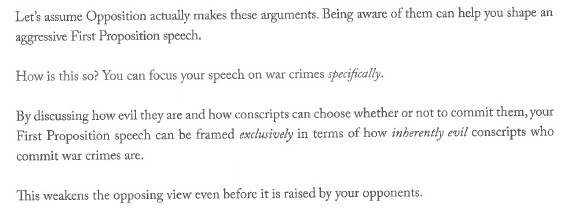 Let's assume Opposition actually makes these arguments. Being aware of them can help you shape an
aggressive First Proposition speech.
How is this so? You can focus your speech on war crimes specifically.
By discussing how evil they are and how conscripts can choose whether or not to commit them, your
First Proposition speech can be framed exclusively in terms of how inherently evil conscripts who
commit war crimes are.
This weakens the opposing view even before it is raised by your opponents.